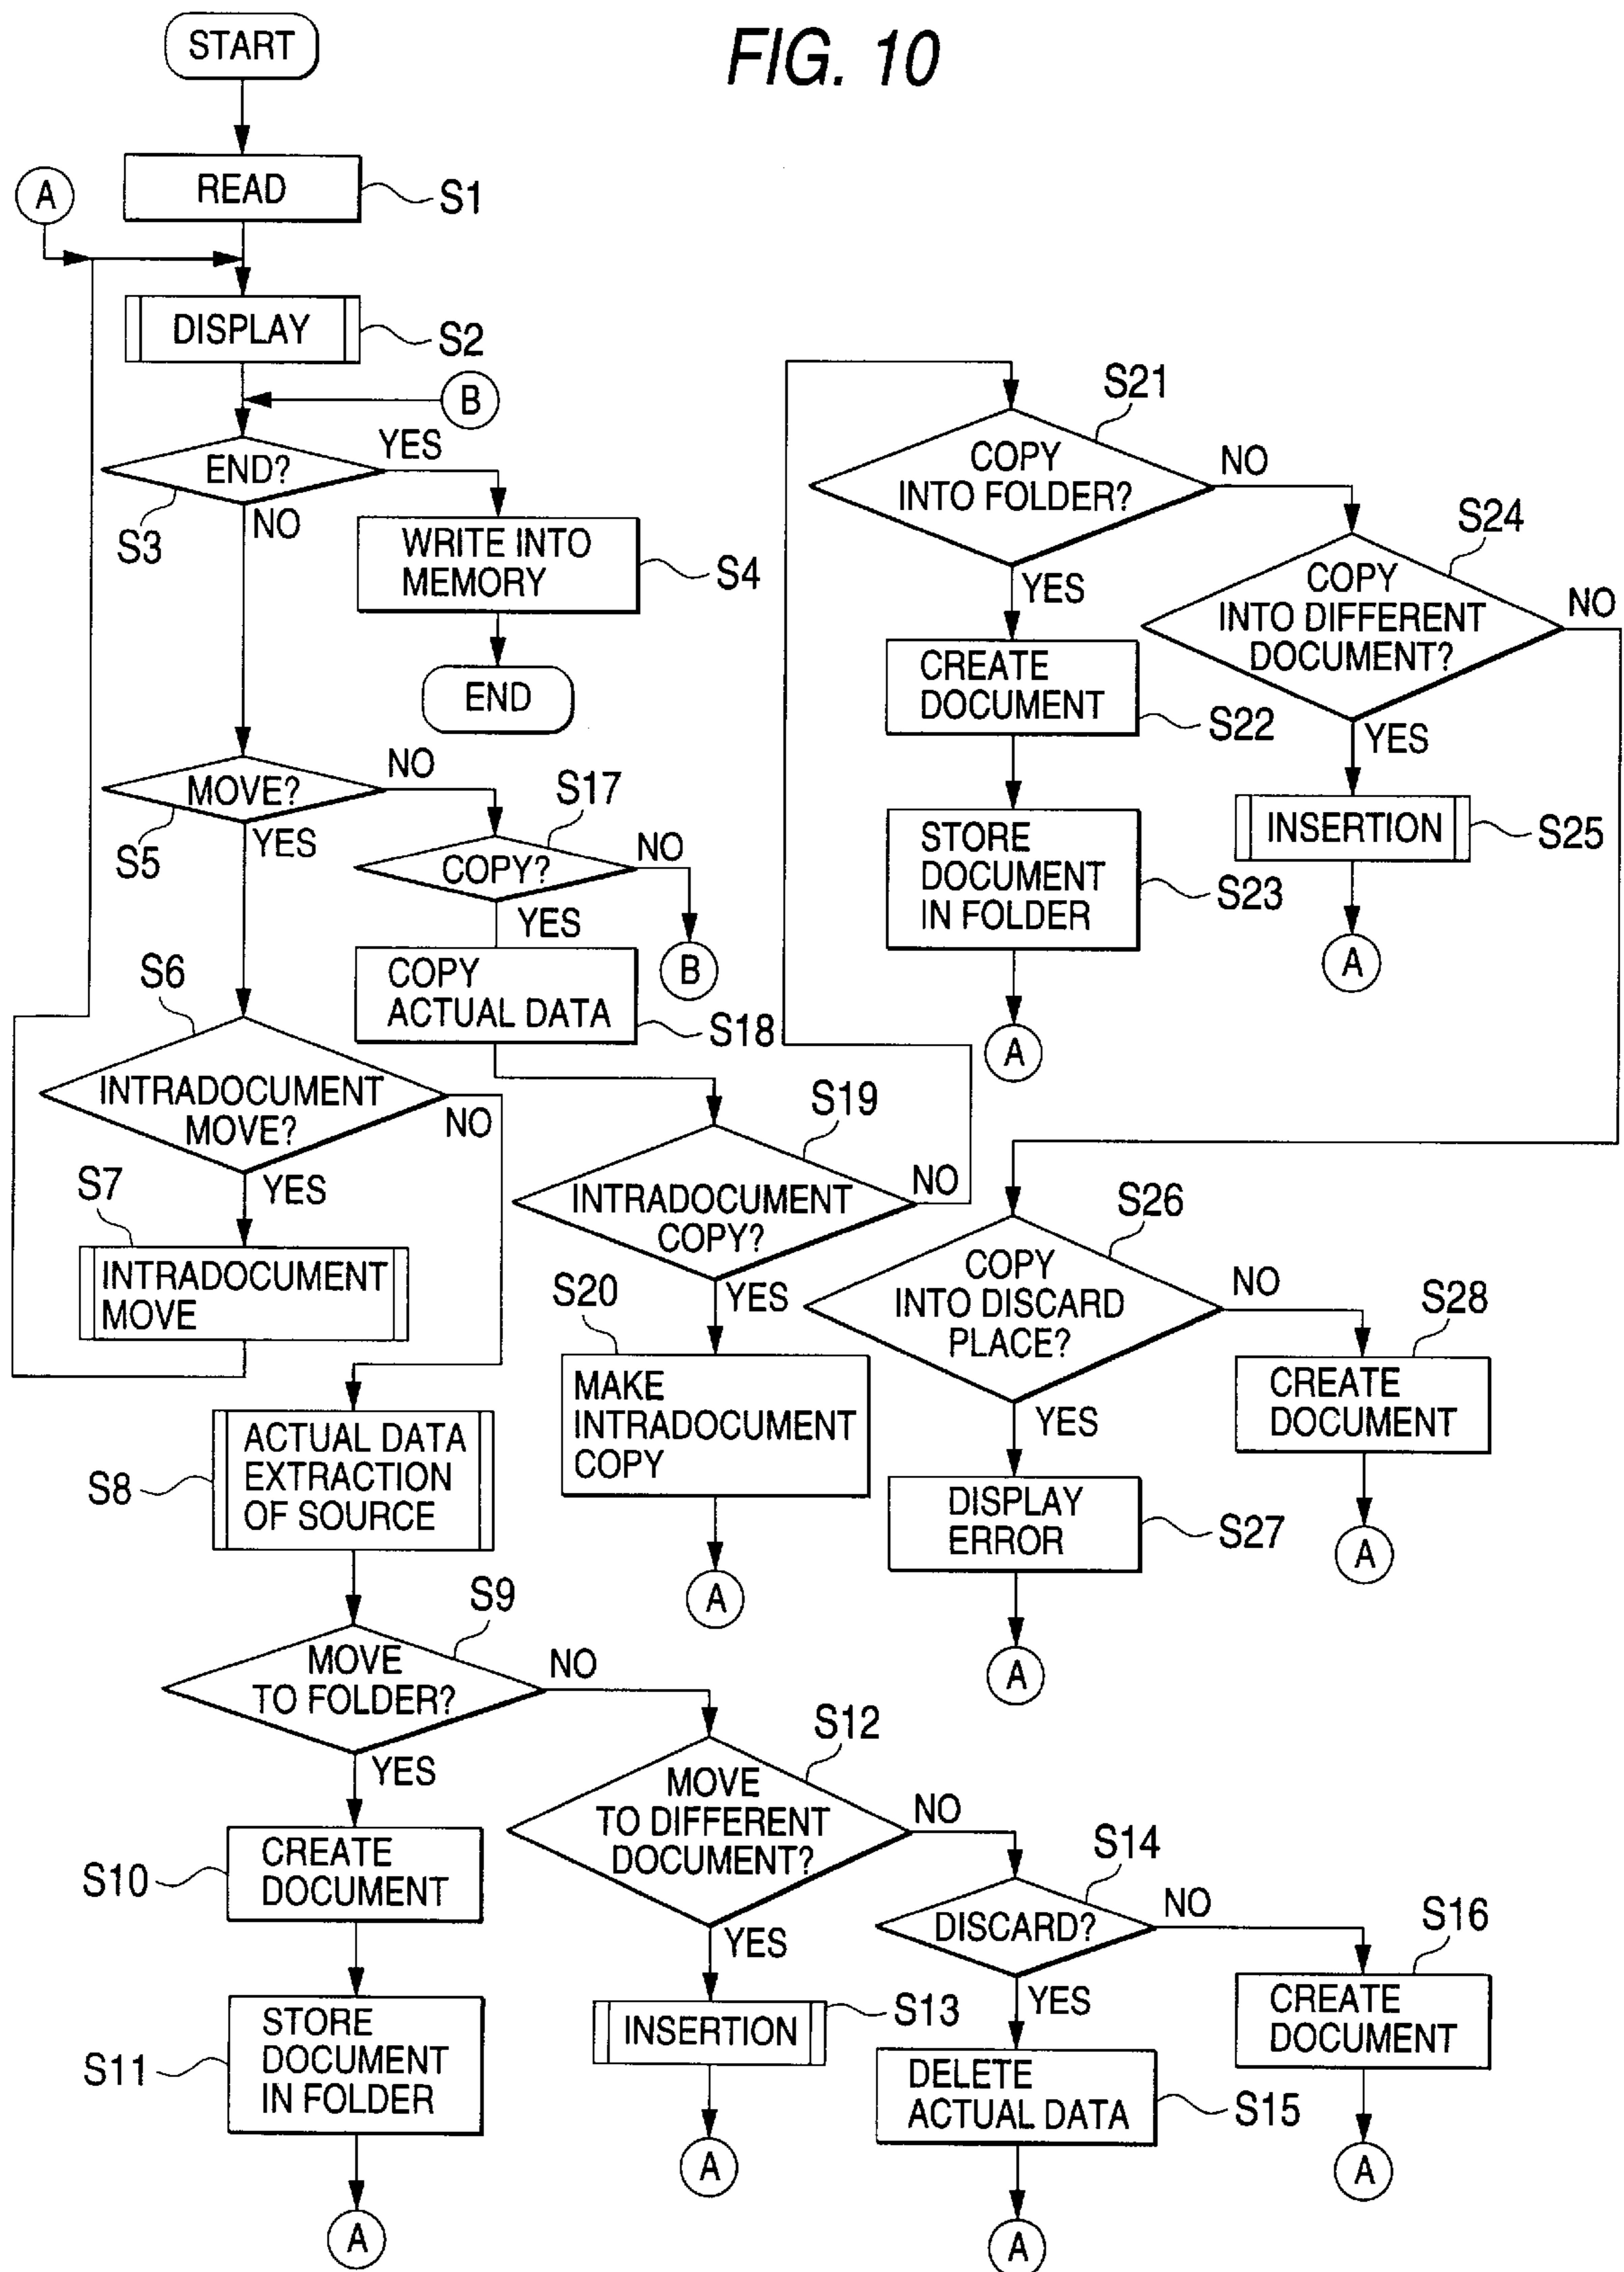 FIG. 10
START
READ
S1
A
DISPLAY
S2
B
END?
YES
NO
S3
WRITE INTO
MEMORY
S4
END
MOVE?
NO
YES
S5
S17
COPY?
NO
YES
B
COPY
ACTUAL DATA
S18
S6
INTRADOCUMENT
MOVE?
NO
YES
S7
INTRADOCUMENT
MOVE
S8
ACTUAL DATA
EXTRACTION
OF SOURCE
S19
INTRADOCUMENT
COPY?
NO
YES
S20
MAKE
INTRADOCUMENT
COPY
A
S21
COPY
INTO FOLDER?
NO
YES
CREATE
DOCUMENT
S22
STORE
DOCUMENT
IN FOLDER
S23
A
S24
COPY
INTO DIFFERENT
DOCUMENT?
NO
YES
INSERTION
S25
A
S26
COPY
INTO DISCARD
PLACE?
NO
YES
DISPLAY
ERROR
S27
A
S28
CREATE
DOCUMENT
A
S9
MOVE
TO FOLDER?
NO
YES
S10
CREATE
DOCUMENT
S11
STORE
DOCUMENT
IN FOLDER
A
S12
MOVE
TO DIFFERENT
DOCUMENT?
NO
YES
INSERTION
S13
A
S14
DISCARD?
NO
YES
DELETE
ACTUAL DATA
S15
A
S16
CREATE
DOCUMENT
A